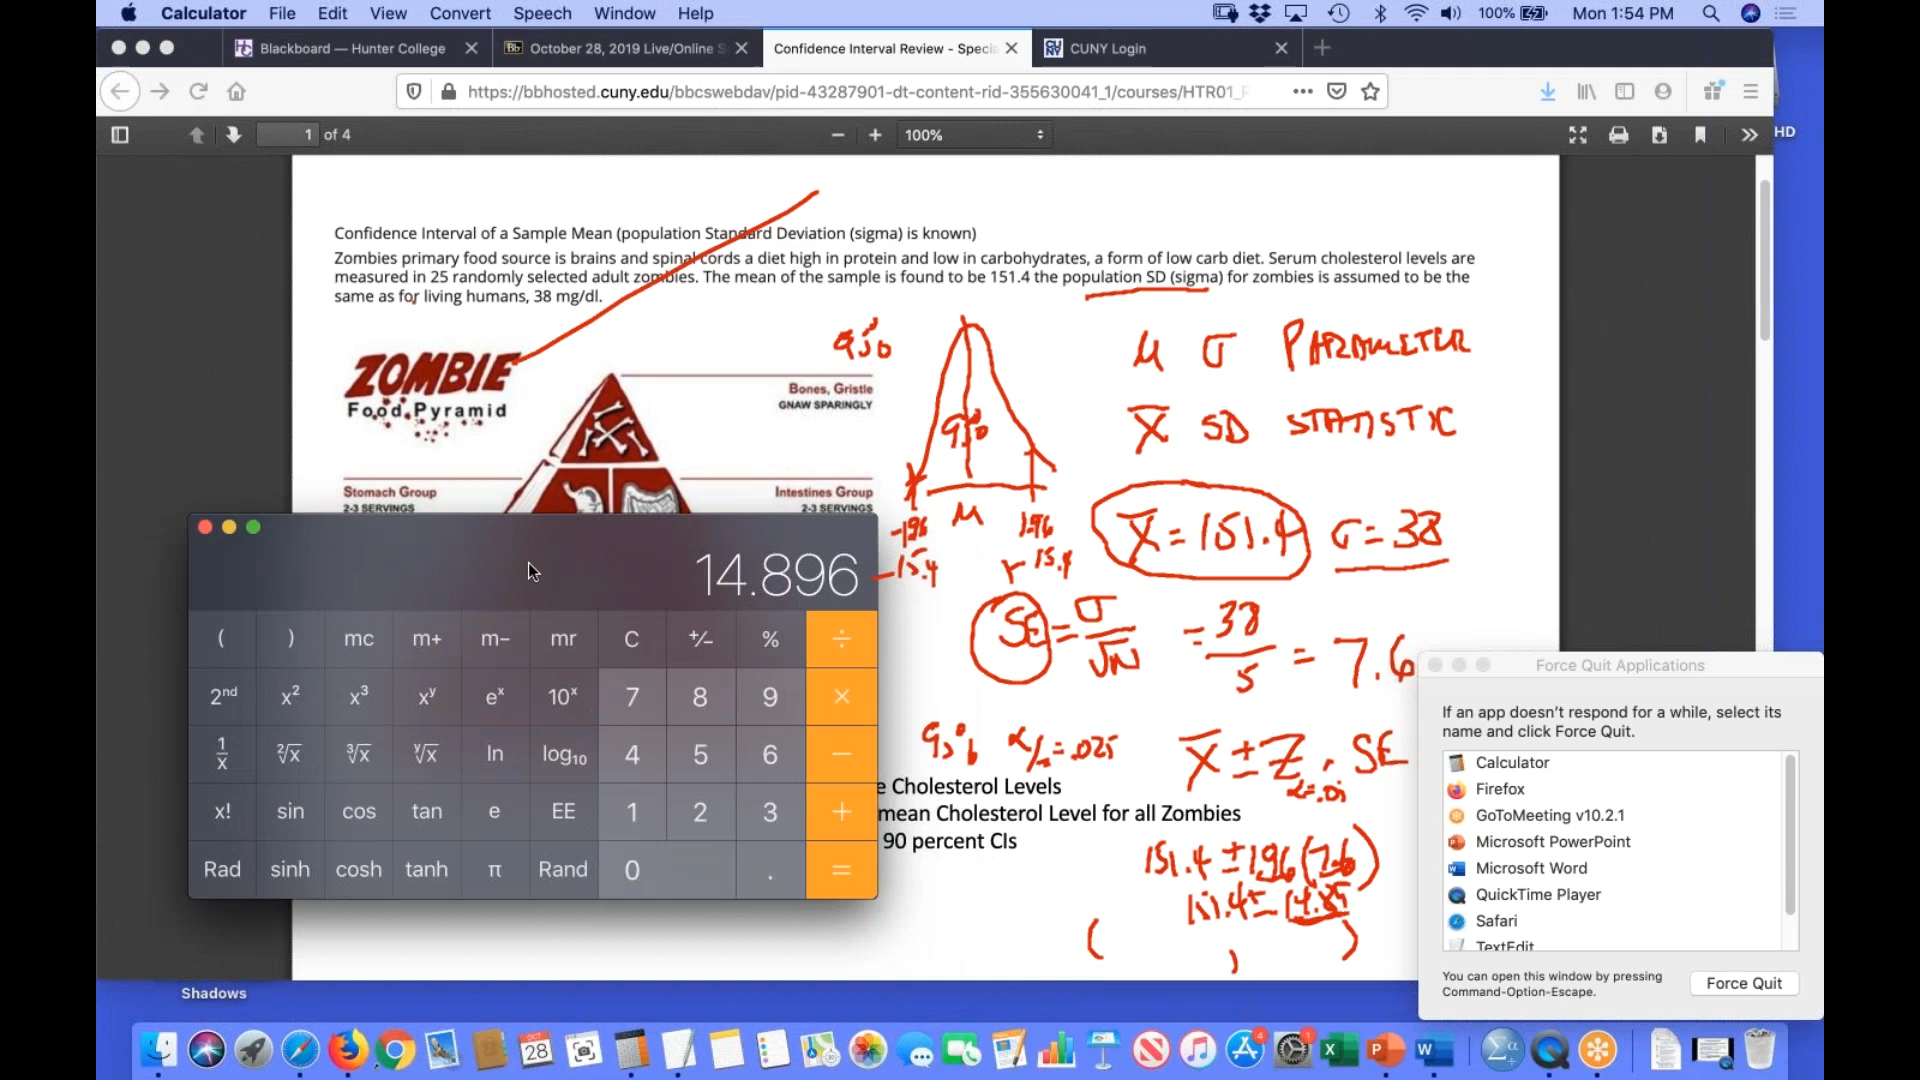 Calculator File Edit View Convert Speech Window Help 100% Mon 1:54 PM
Blackboard — Hunter College
October 28, 2019 Live/Online S
Confidence Interval Review - Specia
CUNY Login
https://bbhosted.cuny.edu/bbcswebdav/pid-43287901-dt-content-rid-355630041_1/courses/HTR01_
1 of 4 100%
HD
Confidence Interval of a Sample Mean (population Standard Deviation (sigma) is known)
Zombies primary food source is brains and spinal cords a diet high in protein and low in carbohydrates, a form of low carb diet. Serum cholesterol levels are
measured in 25 randomly selected adult zombies. The mean of the sample is found to be 151.4 the population SD (sigma) for zombies is assumed to be the
same as for living humans, 38 mg/dl.
ZOMBIE
Food Pyramid
Bones, Gristle
GNAW SPARINGLY
Stomach Group
2-3 SERVINGS
Intestines Group
2-3 SERVINGS
μ σ PARAMETER
X̅ SD STATISTIC
μ
-1.96 1.96
-15.4 +15.4
X̅ = 151.4 σ = 38
SE = σ/√N = 38/5 = 7.6
α/2 = .025
X̅ ± Z α=.05 · SE
151.4 ± 1.96 (7.6)
151.4 ± 14.89
( , )
14.896
( ) mc m+ m− mr C +/− % ÷
2nd x² x³ xʸ eˣ 10ˣ 7 8 9 ×
1/x ²√x ³√x ʸ√x ln log₁₀ 4 5 6 −
x! sin cos tan e EE 1 2 3 +
Rad sinh cosh tanh π Rand 0 . =
e Cholesterol Levels
mean Cholesterol Level for all Zombies
90 percent CIs
Force Quit Applications
If an app doesn't respond for a while, select its
name and click Force Quit.
Calculator
Firefox
GoToMeeting v10.2.1
Microsoft PowerPoint
Microsoft Word
QuickTime Player
Safari
TextEdit
You can open this window by pressing
Command-Option-Escape.
Force Quit
Shadows
OCT
28